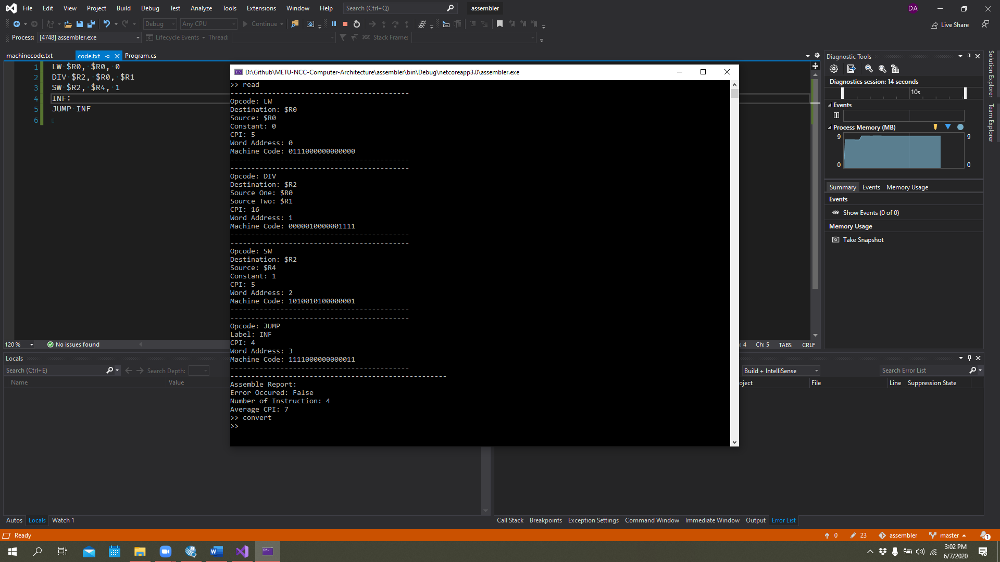 File Edit View Project Build Debug Test Analyze Tools Extensions Window Help Search (Ctrl+Q) assembler DA
Debug Any CPU Continue Live Share
Process: [4748] assembler.exe Lifecycle Events Thread: Stack Frame:
machinecode.txt code.txt Program.cs
1 LW $R0, $R0, 0
2 DIV $R2, $R0, $R1
3 SW $R2, $R4, 1
4 INF:
5 JUMP INF
6
120 % No issues found
: 4 Ch: 5 TABS CRLF
D:\Github\METU-NCC-Computer-Architecture\assembler\bin\Debug\netcoreapp3.0\assembler.exe
>> read
-------------------------------------------
Opcode: LW
Destination: $R0
Source: $R0
Constant: 0
CPI: 5
Word Address: 0
Machine Code: 0111000000000000
-------------------------------------------
-------------------------------------------
Opcode: DIV
Destination: $R2
Source One: $R0
Source Two: $R1
CPI: 16
Word Address: 1
Machine Code: 0000010000001111
-------------------------------------------
-------------------------------------------
Opcode: SW
Destination: $R2
Source: $R4
Constant: 1
CPI: 5
Word Address: 2
Machine Code: 1010010100000001
-------------------------------------------
-------------------------------------------
Opcode: JUMP
Label: INF
CPI: 4
Word Address: 3
Machine Code: 1111000000000011
-------------------------------------------
----------------------------------------------------
Assemble Report:
Error Occured: False
Number of Instruction: 4
Average CPI: 7
>> convert
>>
Diagnostic Tools
Diagnostics session: 14 seconds
10s
Events
Process Memory (MB)
9 9
0 0
Summary Events Memory Usage
Events
Show Events (0 of 0)
Memory Usage
Take Snapshot
Solution Explorer
Team Explorer
Locals
Search (Ctrl+E) Search Depth:
Name Value
Build + IntelliSense Search Error List
oject File Line Suppression State
Autos Locals Watch 1
Call Stack Breakpoints Exception Settings Command Window Immediate Window Output Error List
Ready 0 23 assembler master 1
3:02 PM
6/7/2020